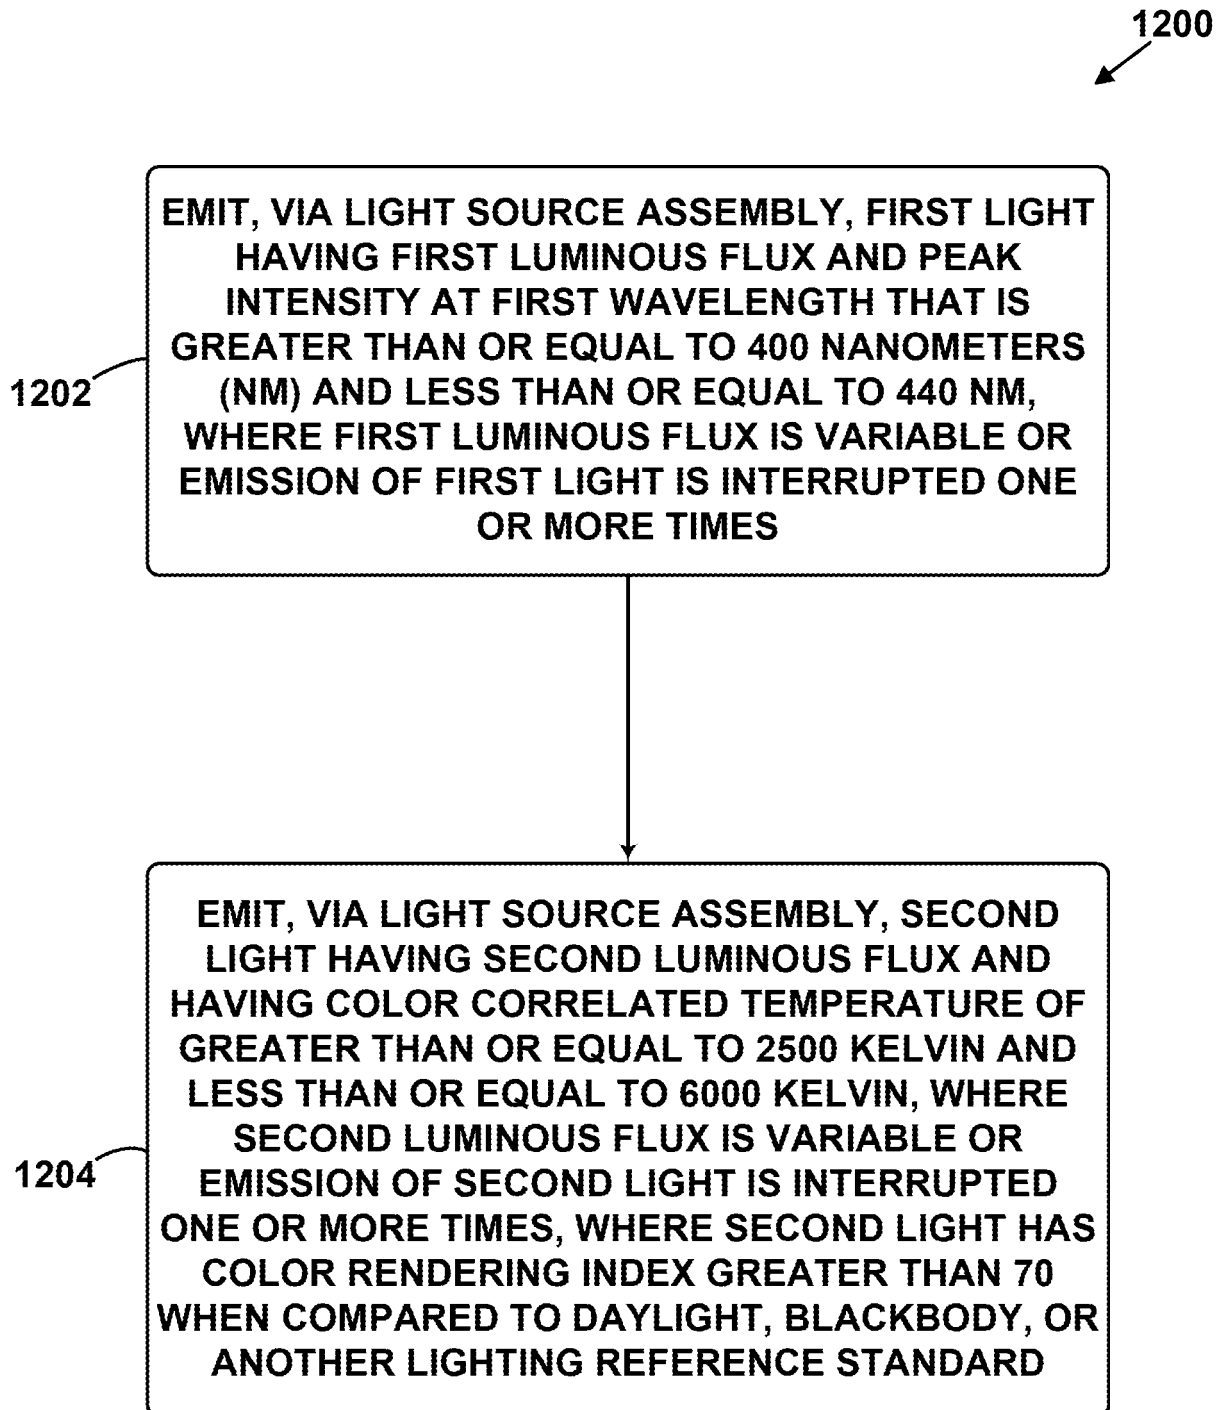 1200
EMIT, VIA LIGHT SOURCE ASSEMBLY, FIRST LIGHT
HAVING FIRST LUMINOUS FLUX AND PEAK
INTENSITY AT FIRST WAVELENGTH THAT IS
GREATER THAN OR EQUAL TO 400 NANOMETERS
(NM) AND LESS THAN OR EQUAL TO 440 NM,
WHERE FIRST LUMINOUS FLUX IS VARIABLE OR
EMISSION OF FIRST LIGHT IS INTERRUPTED ONE
OR MORE TIMES
1202
EMIT, VIA LIGHT SOURCE ASSEMBLY, SECOND
LIGHT HAVING SECOND LUMINOUS FLUX AND
HAVING COLOR CORRELATED TEMPERATURE OF
GREATER THAN OR EQUAL TO 2500 KELVIN AND
LESS THAN OR EQUAL TO 6000 KELVIN, WHERE
SECOND LUMINOUS FLUX IS VARIABLE OR
EMISSION OF SECOND LIGHT IS INTERRUPTED
ONE OR MORE TIMES, WHERE SECOND LIGHT HAS
COLOR RENDERING INDEX GREATER THAN 70
WHEN COMPARED TO DAYLIGHT, BLACKBODY, OR
ANOTHER LIGHTING REFERENCE STANDARD
1204